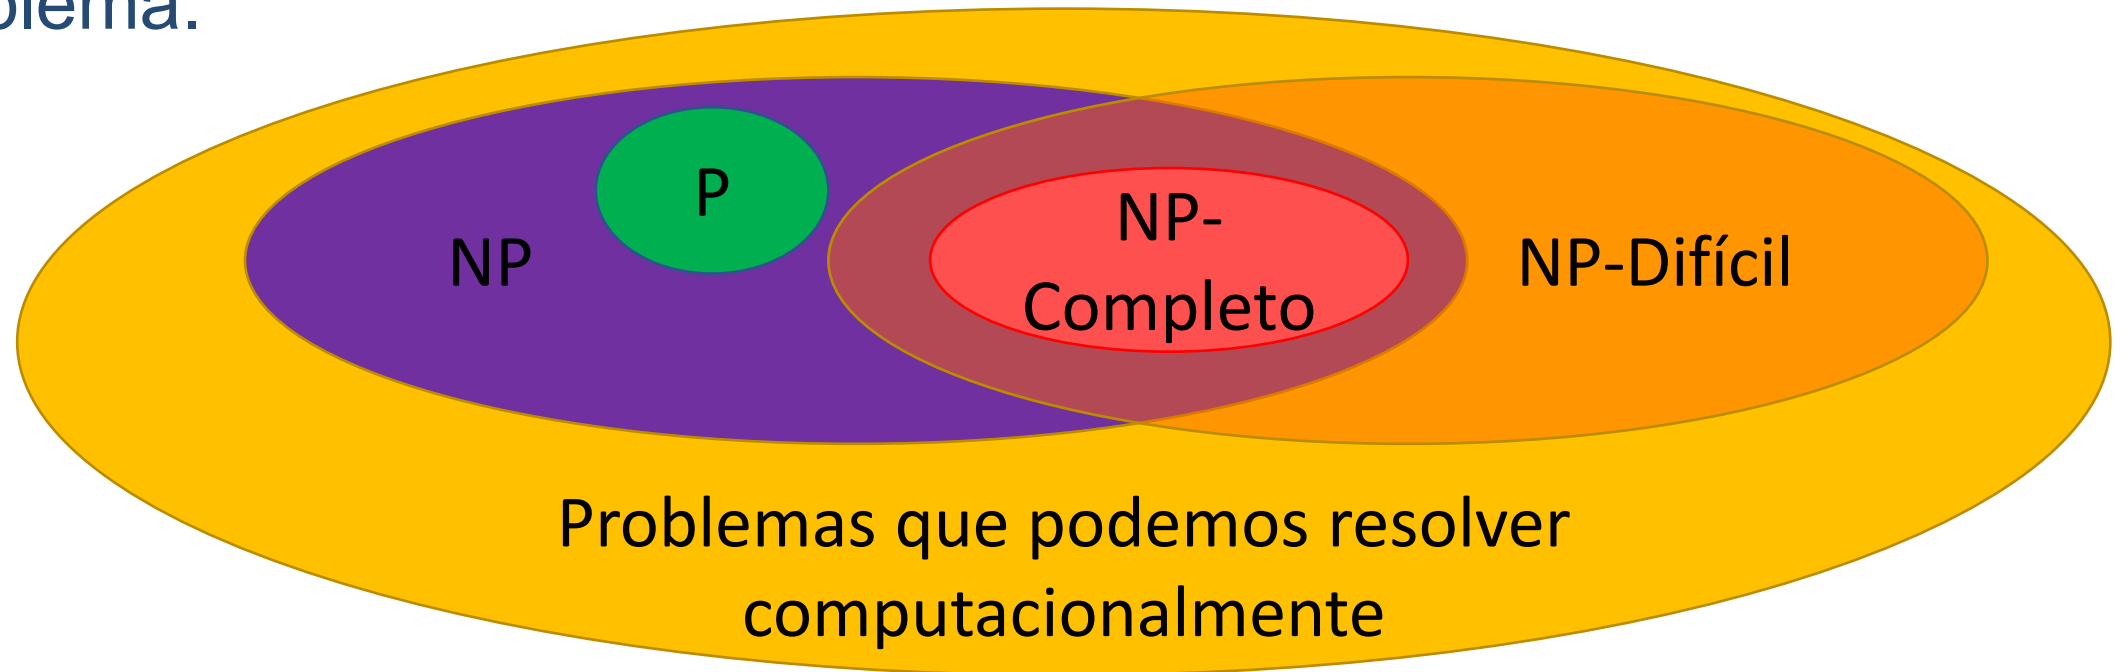 P
NP
NP-
Completo
NP-Difícil
Problemas que podemos resolver
computacionalmente